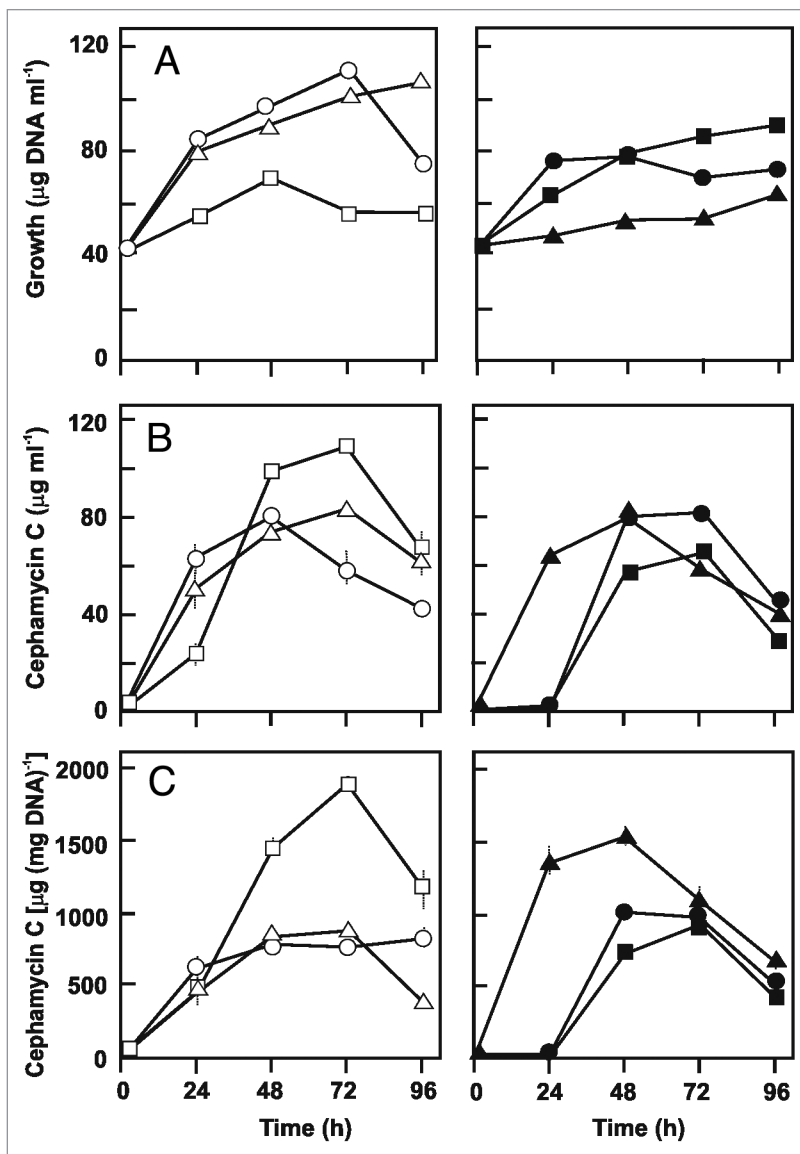 A
Growth (µg DNA ml⁻¹)
120
80
40
0
B
Cephamycin C (µg ml⁻¹)
120
80
40
0
C
Cephamycin C [µg (mg DNA)⁻¹]
2000
1500
1000
500
0
0 24 48 72 96
Time (h)
0 24 48 72 96
Time (h)